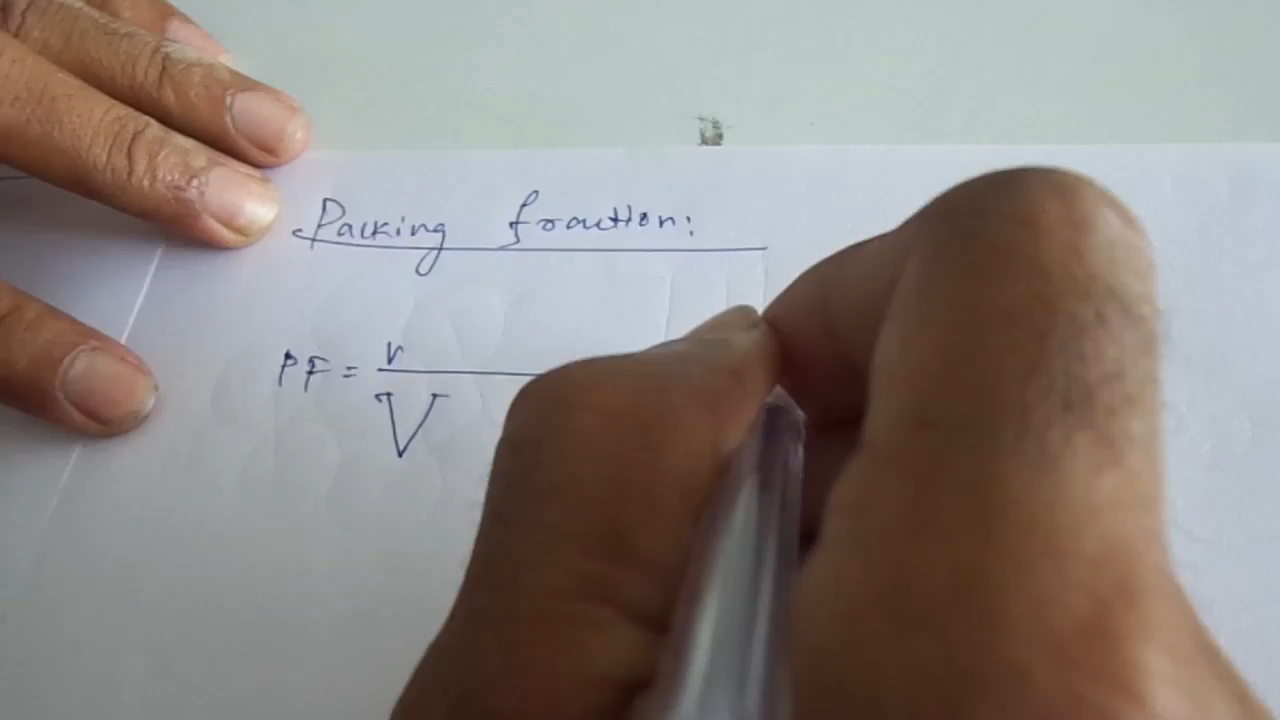 Packing fraction:
PF = v
V